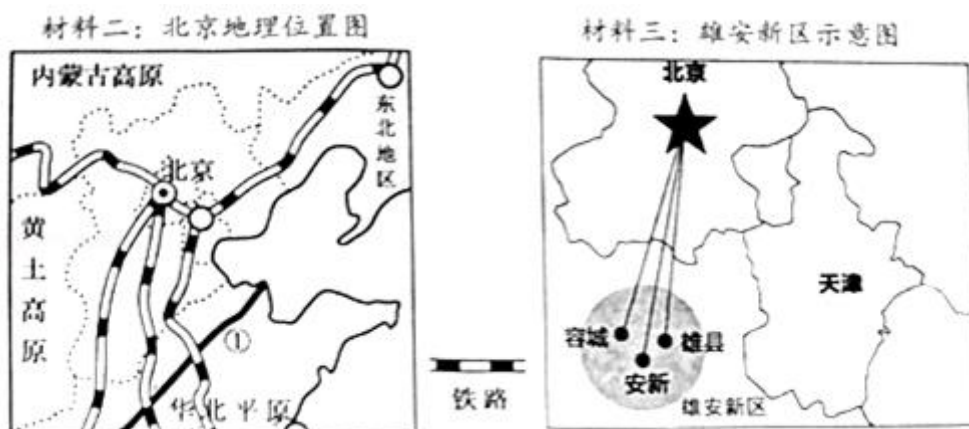 材料二：北京地理位置图
内蒙古高原
东北地区
北京
黄土高原
①
华北平原
铁路
材料三：雄安新区示意图
北京
天津
容城
雄县
安新
雄安新区